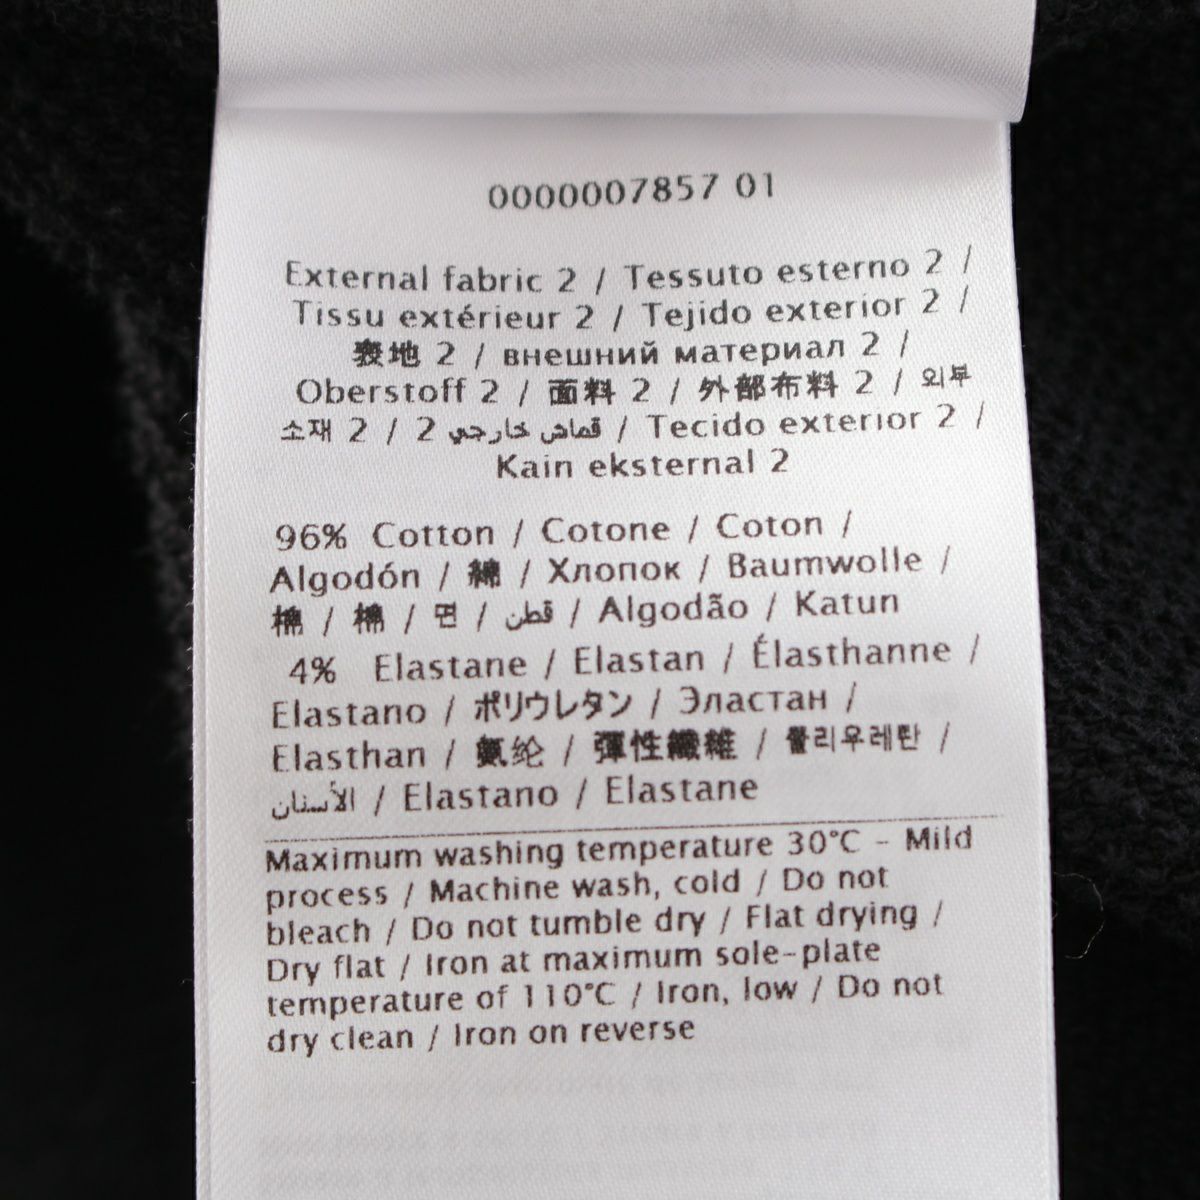 0000007857 01
External fabric 2 / Tessuto esterno 2 /
Tissu extérieur 2 / Tejido exterior 2 /
表地 2 / внешний материал 2 /
Oberstoff 2 / 面料 2 / 外部布料 2 / 외부
소재 2 / قماش خارجي 2 / Tecido exterior 2 /
Kain eksternal 2
96% Cotton / Cotone / Coton /
Algodón / 綿 / Хлопок / Baumwolle /
棉 / 棉 / 면 / قطن / Algodão / Katun
4% Elastane / Elastan / Élasthanne /
Elastano / ポリウレタン / Эластан /
Elasthan / 氨纶 / 彈性纖維 / 폴리우레탄 /
الأستان / Elastano / Elastane
Maximum washing temperature 30°C - Mild
process / Machine wash, cold / Do not
bleach / Do not tumble dry / Flat drying /
Dry flat / Iron at maximum sole-plate
temperature of 110°C / Iron, low / Do not
dry clean / Iron on reverse